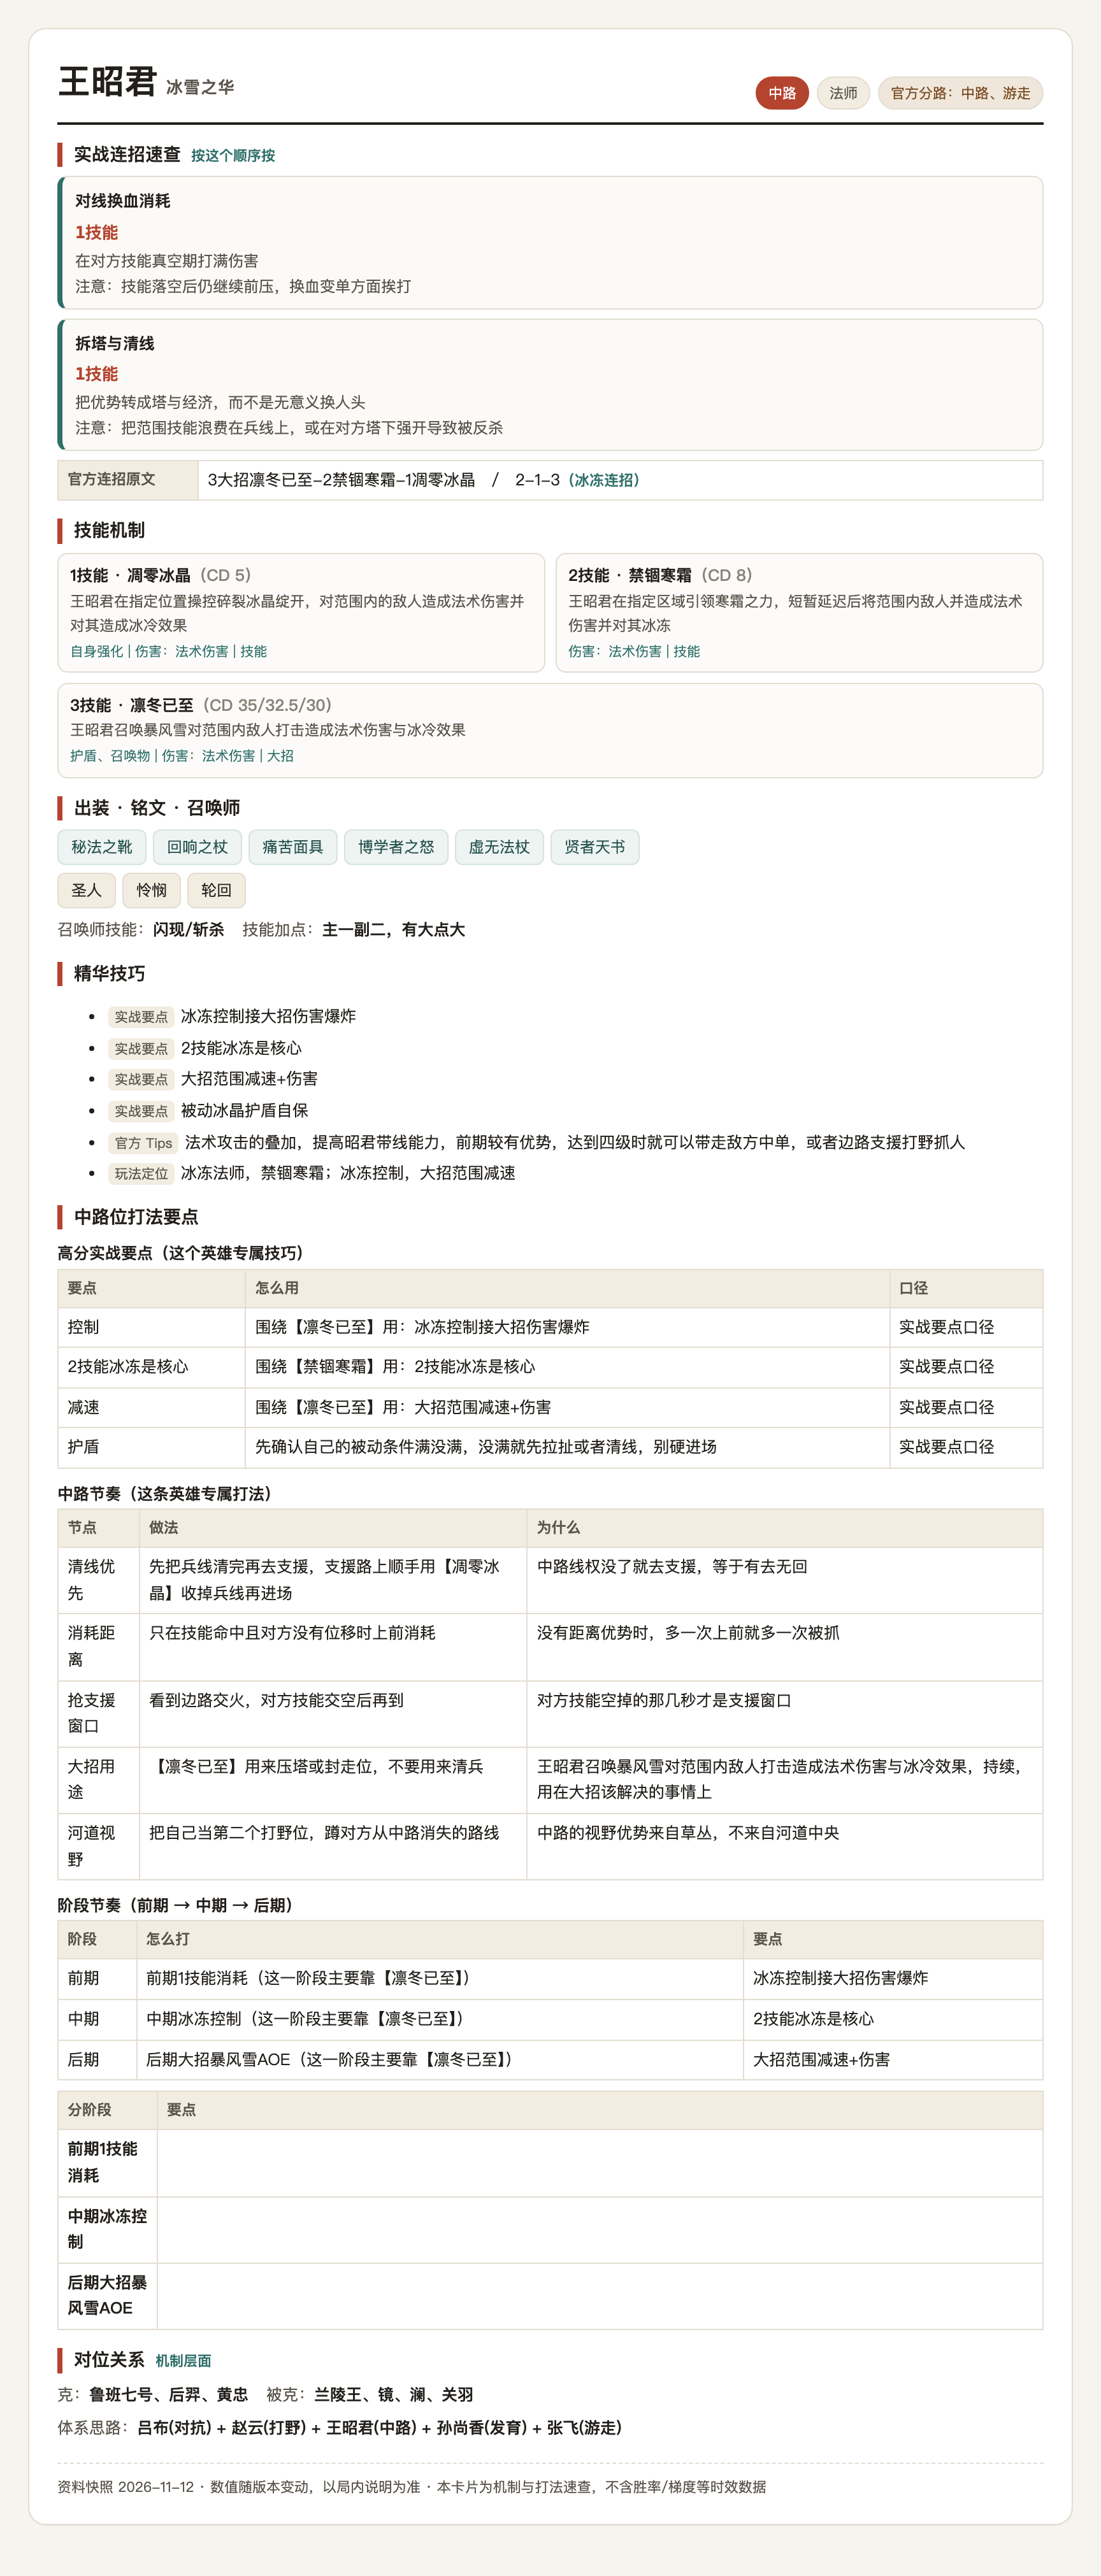 王昭君 冰雪之华
中路 法师 官方分路：中路、游走
实战连招速查 按这个顺序按
对线换血消耗
1技能
在对方技能真空期打满伤害
注意：技能落空后仍继续前压，换血变单方面挨打
拆塔与清线
1技能
把优势转成塔与经济，而不是无意义换人头
注意：把范围技能浪费在兵线上，或在对方塔下强开导致被反杀
官方连招原文 3大招凛冬已至-2禁锢寒霜-1凋零冰晶 / 2-1-3（冰冻连招）
技能机制
1技能 · 凋零冰晶（CD 5）
王昭君在指定位置操控碎裂冰晶绽开，对范围内的敌人造成法术伤害并
对其造成冰冷效果
自身强化 | 伤害：法术伤害 | 技能
2技能 · 禁锢寒霜（CD 8）
王昭君在指定区域引领寒霜之力，短暂延迟后将范围内敌人并造成法术
伤害并对其冰冻
伤害：法术伤害 | 技能
3技能 · 凛冬已至（CD 35/32.5/30）
王昭君召唤暴风雪对范围内敌人打击造成法术伤害与冰冷效果
护盾、召唤物 | 伤害：法术伤害 | 大招
出装 · 铭文 · 召唤师
秘法之靴 回响之杖 痛苦面具 博学者之怒 虚无法杖 贤者天书
圣人 怜悯 轮回
召唤师技能：闪现/斩杀 技能加点：主一副二，有大点大
精华技巧
• 实战要点 冰冻控制接大招伤害爆炸
• 实战要点 2技能冰冻是核心
• 实战要点 大招范围减速+伤害
• 实战要点 被动冰晶护盾自保
• 官方 Tips 法术攻击的叠加，提高昭君带线能力，前期较有优势，达到四级时就可以带走敌方中单，或者边路支援打野抓人
• 玩法定位 冰冻法师，禁锢寒霜；冰冻控制，大招范围减速
中路位打法要点
高分实战要点（这个英雄专属技巧）
要点 怎么用 口径
控制 围绕【凛冬已至】用：冰冻控制接大招伤害爆炸 实战要点口径
2技能冰冻是核心 围绕【禁锢寒霜】用：2技能冰冻是核心 实战要点口径
减速 围绕【凛冬已至】用：大招范围减速+伤害 实战要点口径
护盾 先确认自己的被动条件满没满，没满就先拉扯或者清线，别硬进场 实战要点口径
中路节奏（这条英雄专属打法）
节点 做法 为什么
清线优
先
先把兵线清完再去支援，支援路上顺手用【凋零冰
晶】收掉兵线再进场
中路线权没了就去支援，等于有去无回
消耗距
离
只在技能命中且对方没有位移时上前消耗
没有距离优势时，多一次上前就多一次被抓
抢支援
窗口
看到边路交火，对方技能交空后再到
对方技能空掉的那几秒才是支援窗口
大招用
途
【凛冬已至】用来压塔或封走位，不要用来清兵
王昭君召唤暴风雪对范围内敌人打击造成法术伤害与冰冷效果，持续，
用在大招该解决的事情上
河道视
野
把自己当第二个打野位，蹲对方从中路消失的路线
中路的视野优势来自草丛，不来自河道中央
阶段节奏（前期 → 中期 → 后期）
阶段 怎么打 要点
前期 前期1技能消耗（这一阶段主要靠【凛冬已至】） 冰冻控制接大招伤害爆炸
中期 中期冰冻控制（这一阶段主要靠【凛冬已至】） 2技能冰冻是核心
后期 后期大招暴风雪AOE（这一阶段主要靠【凛冬已至】） 大招范围减速+伤害
分阶段 要点
前期1技能
消耗
中期冰冻控
制
后期大招暴
风雪AOE
对位关系 机制层面
克：鲁班七号、后羿、黄忠 被克：兰陵王、镜、澜、关羽
体系思路：吕布(对抗) + 赵云(打野) + 王昭君(中路) + 孙尚香(发育) + 张飞(游走)
资料快照 2026-11-12 · 数值随版本变动，以局内说明为准 · 本卡片为机制与打法速查，不含胜率/梯度等时效数据